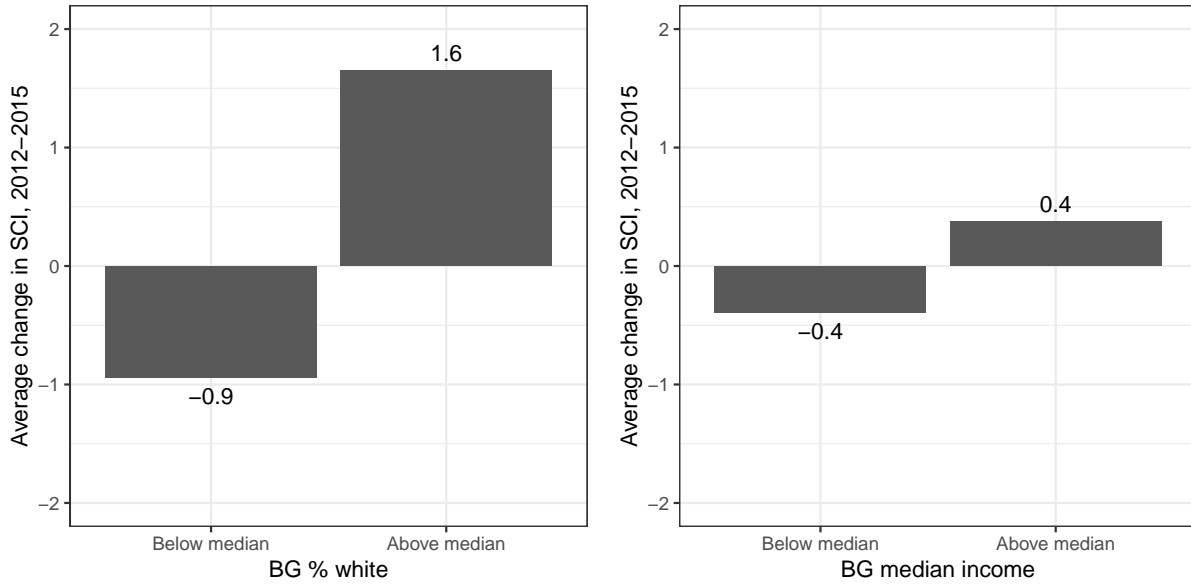 Average change in SCI, 2012−2015
2
1
0
−1
−2
1.6
−0.9
Below median
Above median
BG % white
Average change in SCI, 2012−2015
2
1
0
−1
−2
0.4
−0.4
Below median
Above median
BG median income